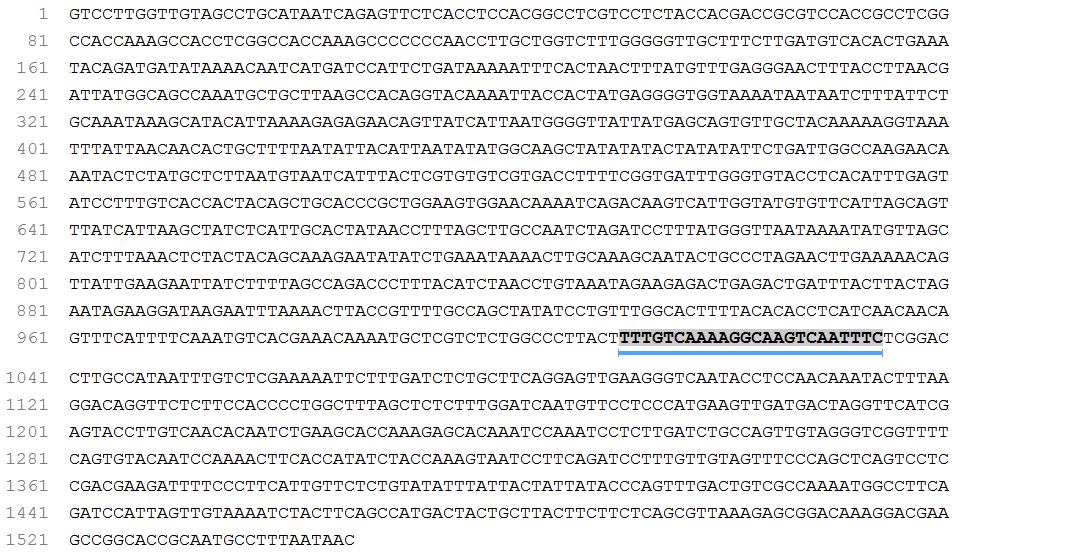 1 GTCCTTGGTTGTAGCCTGCATAATCAGAGTTCTCACCTCCACGGCCTCGTCCTCTACCACGACCGCGTCCACCGCCTCGG
81 CCACCAAAGCCACCTCGGCCACCAAAGCCCCCCCAACCTTGCTGGTCTTTGGGGGTTGCTTTCTTGATGTCACACTGAAA
161 TACAGATGATATAAAACAATCATGATCCATTCTGATAAAAATTTCACTAACTTTATGTTTGAGGGAACTTTACCTTAACG
241 ATTATGGCAGCCAAATGCTGCTTAAGCCACAGGTACAAAATTACCACTATGAGGGGTGGTAAAATAATAATCTTTATTCT
321 GCAAATAAAGCATACATTAAAAGAGAGAACAGTTATCATTAATGGGGTTATTATGAGCAGTGTTGCTACAAAAAGGTAAA
401 TTTATTAACAACACTGCTTTTAATATTACATTAATATATGGCAAGCTATATATACTATATATTCTGATTGGCCAAGAACA
481 AATACTCTATGCTCTTAATGTAATCATTTACTCGTGTGTCGTGACCTTTTCGGTGATTTGGGTGTACCTCACATTTGAGT
561 ATCCTTTGTCACCACTACAGCTGCACCCGCTGGAAGTGGAACAAAATCAGACAAGTCATTGGTATGTGTTCATTAGCAGT
641 TTATCATTAAGCTATCTCATTGCACTATAACCTTTAGCTTGCCAATCTAGATCCTTTATGGGTTAATAAAATATGTTAGC
721 ATCTTTAAACTCTACTACAGCAAAGAATATATCTGAAATAAAACTTGCAAAGCAATACTGCCCTAGAACTTGAAAAACAG
801 TTATTGAAGAATTATCTTTTAGCCAGACCCTTTACATCTAACCTGTAAATAGAAGAGACTGAGACTGATTTACTTACTAG
881 AATAGAAGGATAAGAATTTAAAACTTACCGTTTTGCCAGCTATATCCTGTTTGGCACTTTTACACACCTCATCAACAACA
961 GTTTCATTTTCAAATGTCACGAAACAAAATGCTCGTCTCTGGCCCTTACTTTTGTCAAAAGGCAAGTCAATTTCTCGGAC
1041 CTTGCCATAATTTGTCTCGAAAAATTCTTTGATCTCTGCTTCAGGAGTTGAAGGGTCAATACCTCCAACAAATACTTTAA
1121 GGACAGGTTCTCTTCCACCCCTGGCTTTAGCTCTCTTTGGATCAATGTTCCTCCCATGAAGTTGATGACTAGGTTCATCG
1201 AGTACCTTGTCAACACAATCTGAAGCACCAAAGAGCACAAATCCAAATCCTCTTGATCTGCCAGTTGTAGGGTCGGTTTT
1281 CAGTGTACAATCCAAAACTTCACCATATCTACCAAAGTAATCCTTCAGATCCTTTGTTGTAGTTTCCCAGCTCAGTCCTC
1361 CGACGAAGATTTTCCCTTCATTGTTCTCTGTATATTTATTACTATTATACCCAGTTTGACTGTCGCCAAAATGGCCTTCA
1441 GATCCATTAGTTGTAAAATCTACTTCAGCCATGACTACTGCTTACTTCTTCTCAGCGTTAAAGAGCGGACAAAGGACGAA
1521 GCCGGCACCGCAATGCCTTTAATAAC